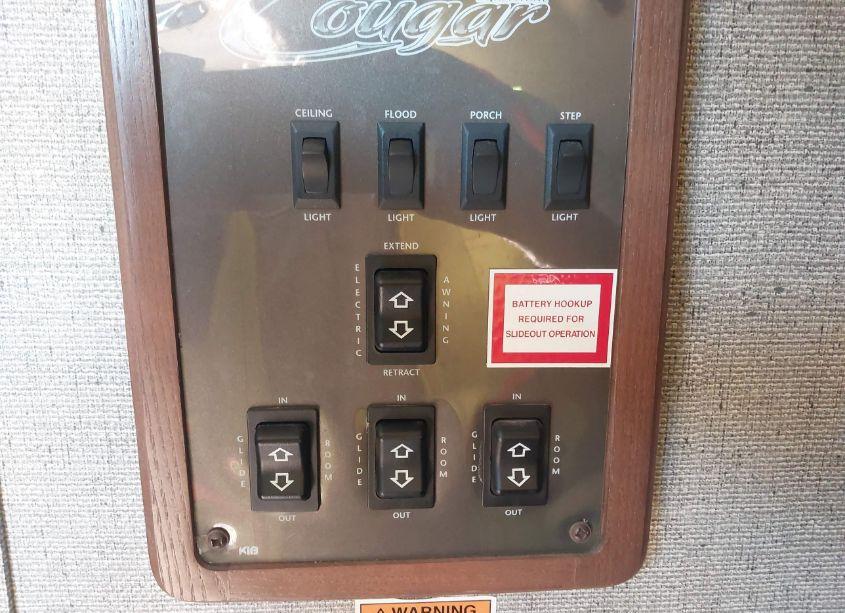 Cougar
CEILING
LIGHT
FLOOD
LIGHT
PORCH
LIGHT
STEP
LIGHT
EXTEND
ELECTRIC
AWNING
RETRACT
BATTERY HOOKUP
REQUIRED FOR
SLIDEOUT OPERATION
IN
GLIDE
ROOM
OUT
IN
GLIDE
ROOM
OUT
IN
GLIDE
ROOM
OUT
KIB
WARNING